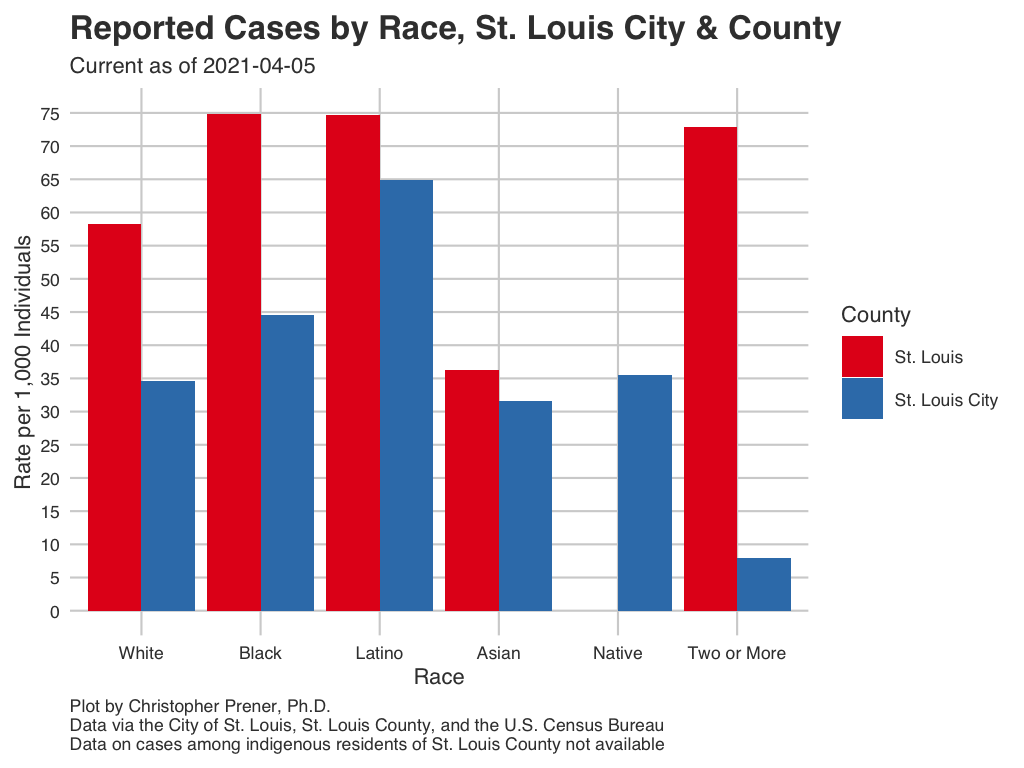 Reported Cases by Race, St. Louis City & County
Current as of 2021-04-05
75
70
65
60
55
50
45
40
35
30
25
20
15
10
5
0
Rate per 1,000 Individuals
White
Black
Latino
Asian
Native
Two or More
Race
County
St. Louis
St. Louis City
Plot by Christopher Prener, Ph.D.
Data via the City of St. Louis, St. Louis County, and the U.S. Census Bureau
Data on cases among indigenous residents of St. Louis County not available